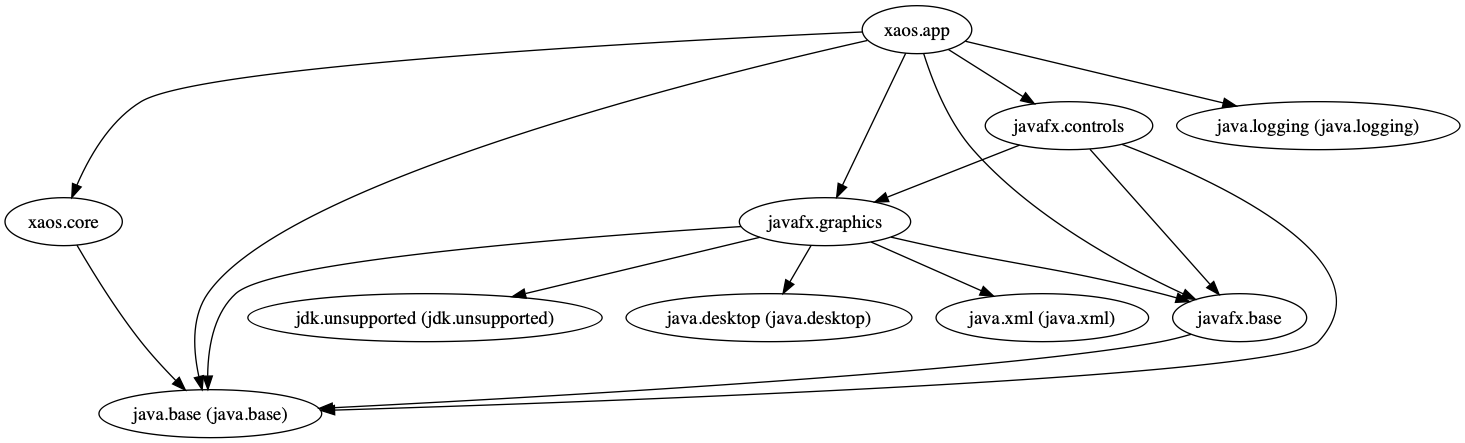 xaos.app
javafx.controls
java.logging (java.logging)
xaos.core
javafx.graphics
jdk.unsupported (jdk.unsupported)
java.desktop (java.desktop)
java.xml (java.xml)
javafx.base
java.base (java.base)